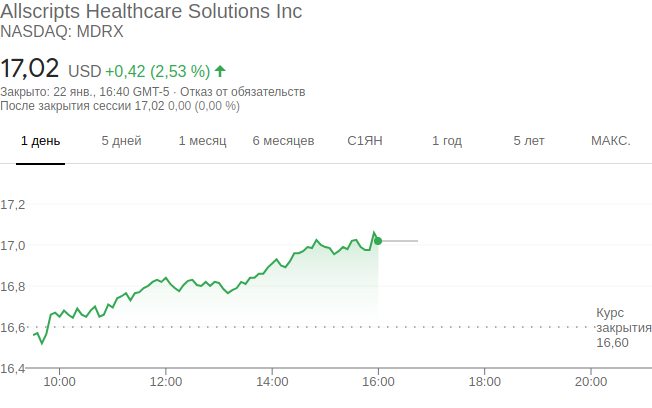 Allscripts Healthcare Solutions Inc
NASDAQ: MDRX
17,02 USD +0,42 (2,53 %)
Закрыто: 22 янв., 16:40 GMT-5 · Отказ от обязательств
После закрытия сессии 17,02 0,00 (0,00 %)
1 день 5 дней 1 месяц 6 месяцев С1ЯН 1 год 5 лет МАКС.
17,2
17,0
16,8
16,6
16,4
Курс
закрытия
16,60
10:00 12:00 14:00 16:00 18:00 20:00